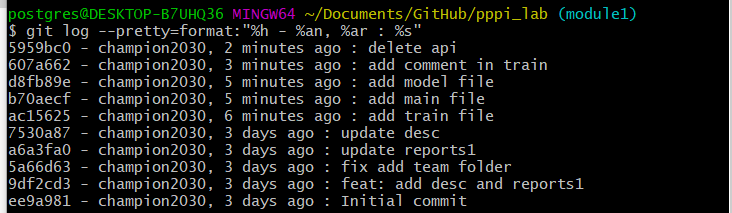 postgres@DESKTOP-B7UHQ36 MINGW64 ~/Documents/GitHub/pppi_lab (module1)
$ git log --pretty=format:"%h - %an, %ar : %s"
5959bc0 - champion2030, 2 minutes ago : delete api
607a662 - champion2030, 3 minutes ago : add comment in train
d8fb89e - champion2030, 5 minutes ago : add model file
b70aecf - champion2030, 5 minutes ago : add main file
ac15625 - champion2030, 6 minutes ago : add train file
7530a87 - champion2030, 3 days ago : update desc
a6a3fa0 - champion2030, 3 days ago : update reports1
5a66d63 - champion2030, 3 days ago : fix add team folder
9df2cd3 - champion2030, 3 days ago : feat: add desc and reports1
ee9a981 - champion2030, 3 days ago : Initial commit